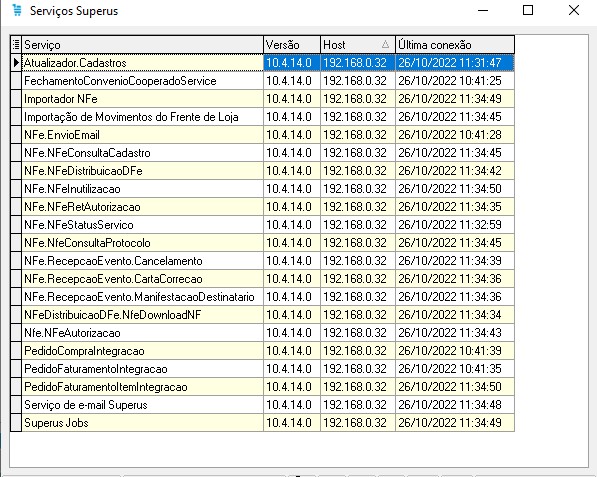 Serviços Superus
Serviço Versão Host Última conexão
Atualizador.Cadastros 10.4.14.0 192.168.0.32 26/10/2022 11:31:47
FechamentoConvenioCooperadoService 10.4.14.0 192.168.0.32 26/10/2022 10:41:25
Importador NFe 10.4.14.0 192.168.0.32 26/10/2022 11:34:49
Importação de Movimentos do Frente de Loja 10.4.14.0 192.168.0.32 26/10/2022 11:34:45
NFe.EnvioEmail 10.4.14.0 192.168.0.32 26/10/2022 10:41:28
NFe.NFeConsultaCadastro 10.4.14.0 192.168.0.32 26/10/2022 11:34:45
NFe.NFeDistribuicaoDFe 10.4.14.0 192.168.0.32 26/10/2022 11:34:42
NFe.NFeInutilizacao 10.4.14.0 192.168.0.32 26/10/2022 11:34:50
NFe.NFeRetAutorizacao 10.4.14.0 192.168.0.32 26/10/2022 11:34:35
NFe.NFeStatusServico 10.4.14.0 192.168.0.32 26/10/2022 11:32:59
NFe.NfeConsultaProtocolo 10.4.14.0 192.168.0.32 26/10/2022 11:34:45
NFe.RecepcaoEvento.Cancelamento 10.4.14.0 192.168.0.32 26/10/2022 11:34:39
NFe.RecepcaoEvento.CartaCorrecao 10.4.14.0 192.168.0.32 26/10/2022 11:34:36
NFe.RecepcaoEvento.ManifestacaoDestinatario 10.4.14.0 192.168.0.32 26/10/2022 11:34:36
NFeDistribuicaoDFe.NfeDownloadNF 10.4.14.0 192.168.0.32 26/10/2022 11:34:34
Nfe.NFeAutorizacao 10.4.14.0 192.168.0.32 26/10/2022 11:34:43
PedidoCompraIntegracao 10.4.14.0 192.168.0.32 26/10/2022 10:41:39
PedidoFaturamentoIntegracao 10.4.14.0 192.168.0.32 26/10/2022 10:41:35
PedidoFaturamentoItemIntegracao 10.4.14.0 192.168.0.32 26/10/2022 11:34:50
Serviço de e-mail Superus 10.4.14.0 192.168.0.32 26/10/2022 11:34:48
Superus Jobs 10.4.14.0 192.168.0.32 26/10/2022 11:34:49